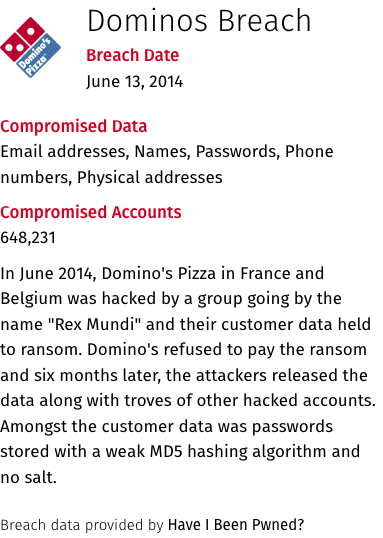 Dominos Breach
Domino's
Pizza
Breach Date
June 13, 2014
Compromised Data
Email addresses, Names, Passwords, Phone
numbers, Physical addresses
Compromised Accounts
648,231
In June 2014, Domino's Pizza in France and
Belgium was hacked by a group going by the
name "Rex Mundi" and their customer data held
to ransom. Domino's refused to pay the ransom
and six months later, the attackers released the
data along with troves of other hacked accounts.
Amongst the customer data was passwords
stored with a weak MD5 hashing algorithm and
no salt.
Breach data provided by Have I Been Pwned?